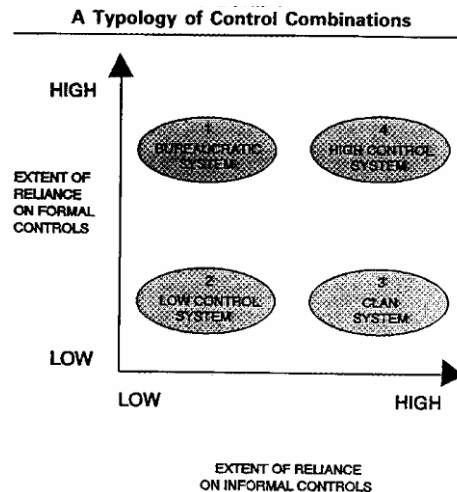 A Typology of Control Combinations
HIGH
EXTENT OF
RELIANCE
ON FORMAL
CONTROLS
LOW
1
BUREAUCRATIC
SYSTEM
4
HIGH CONTROL
SYSTEM
2
LOW CONTROL
SYSTEM
3
CLAN
SYSTEM
LOW
HIGH
EXTENT OF RELIANCE
ON INFORMAL CONTROLS